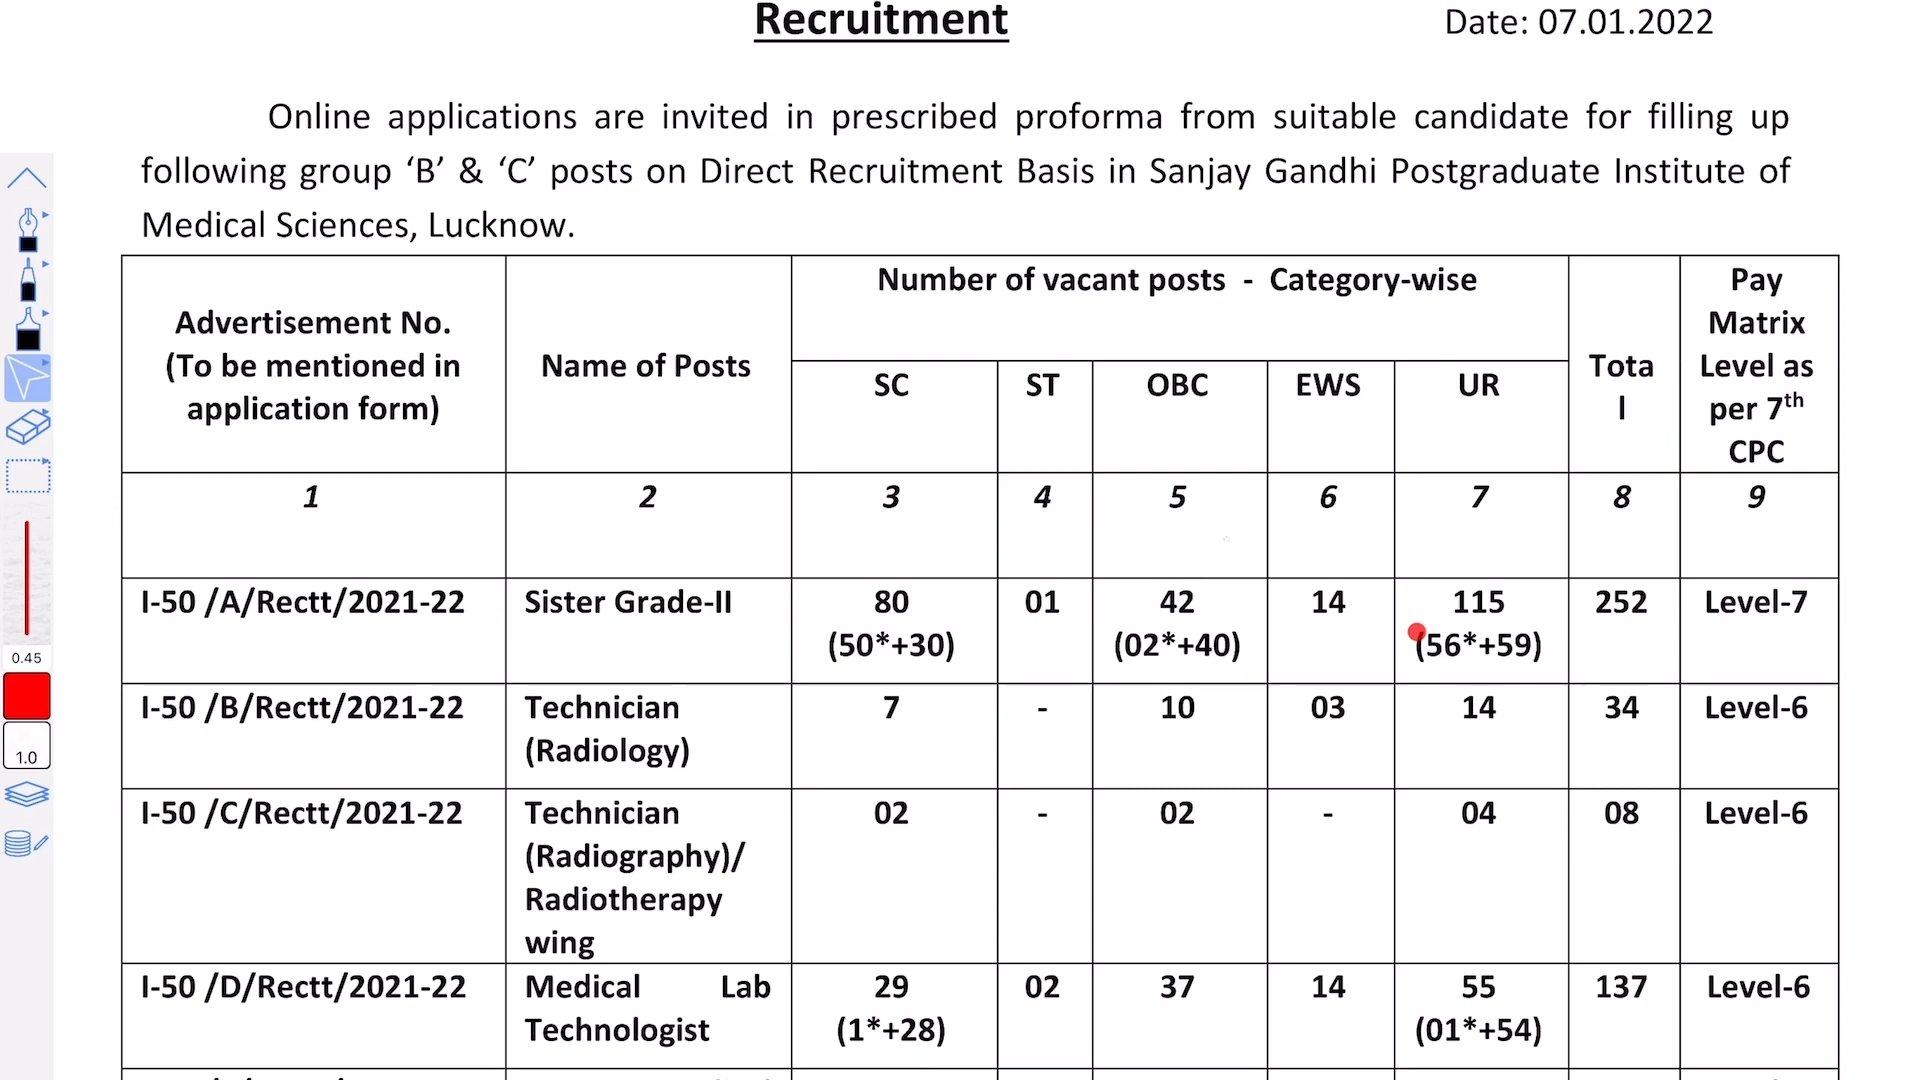 Recruitment Date: 07.01.2022
Online applications are invited in prescribed proforma from suitable candidate for filling up
following group ‘B’ & ‘C’ posts on Direct Recruitment Basis in Sanjay Gandhi Postgraduate Institute of
Medical Sciences, Lucknow.
Advertisement No.
(To be mentioned in
application form)
Name of Posts
Number of vacant posts - Category-wise
SC ST OBC EWS UR
Tota
l
Pay
Matrix
Level as
per 7th
CPC
1 2 3 4 5 6 7 8 9
I-50 /A/Rectt/2021-22 Sister Grade-II 80 01 42 14 115 252 Level-7
(50*+30) (02*+40) (56*+59)
I-50 /B/Rectt/2021-22 Technician 7 - 10 03 14 34 Level-6
(Radiology)
I-50 /C/Rectt/2021-22 Technician 02 - 02 - 04 08 Level-6
(Radiography)/
Radiotherapy
wing
I-50 /D/Rectt/2021-22 Medical Lab 29 02 37 14 55 137 Level-6
Technologist (1*+28) (01*+54)
0.45
1.0